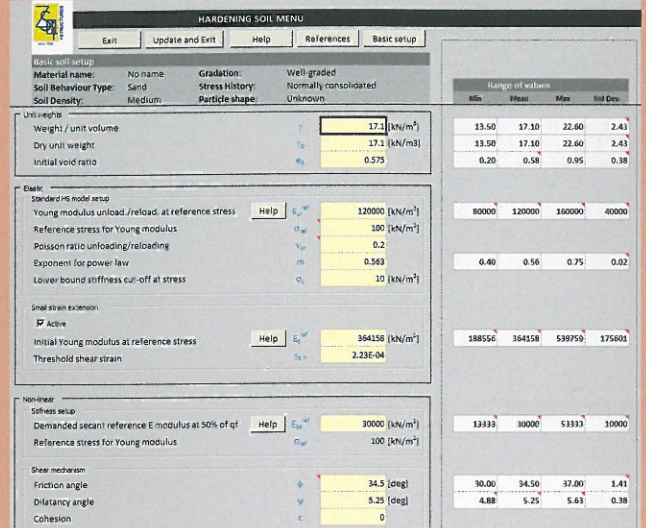 HARDENING SOIL MENU
Exit Update and Exit Help References Basic setup
Basic soil setup
Material name: No name Gradation: Well-graded
Soil Behaviour Type: Sand Stress History: Normally consolidated
Soil Density: Medium Particle shape: Unknown
Range of values
Min Mean Max Std Dev.
Unit weights
Weight / unit volume γ 17.1 [kN/m³] 13.50 17.10 22.60 2.43
Dry unit weight 17.1 [kN/m3] 13.50 17.10 22.60 2.43
Initial void ratio e₀ 0.575 0.20 0.58 0.95 0.38
Elastic
Standard HS model setup
Young modulus unload./reload. at reference stress Help 120000 [kN/m²] 80000 120000 160000 40000
Reference stress for Young modulus 100 [kN/m²]
Poisson ratio unloading/reloading 0.2
Exponent for power law m 0.563 0.40 0.56 0.75 0.02
Lower bound stiffness cut-off at stress 10 [kN/m²]
Small strain extension
Active
Initial Young modulus at reference stress Help 364158 [kN/m²] 188556 364158 539759 175601
Threshold shear strain 2.23E-04
Non-linear
Stiffness setup
Demanded secant reference E modulus at 50% of qf Help 30000 [kN/m²] 13333 30000 53333 10000
Reference stress for Young modulus 100 [kN/m²]
Shear mechanism
Friction angle ϕ 34.5 [deg] 30.00 34.50 37.00 1.41
Dilatancy angle ψ 5.25 [deg] 4.88 5.25 5.63 0.38
Cohesion c 0